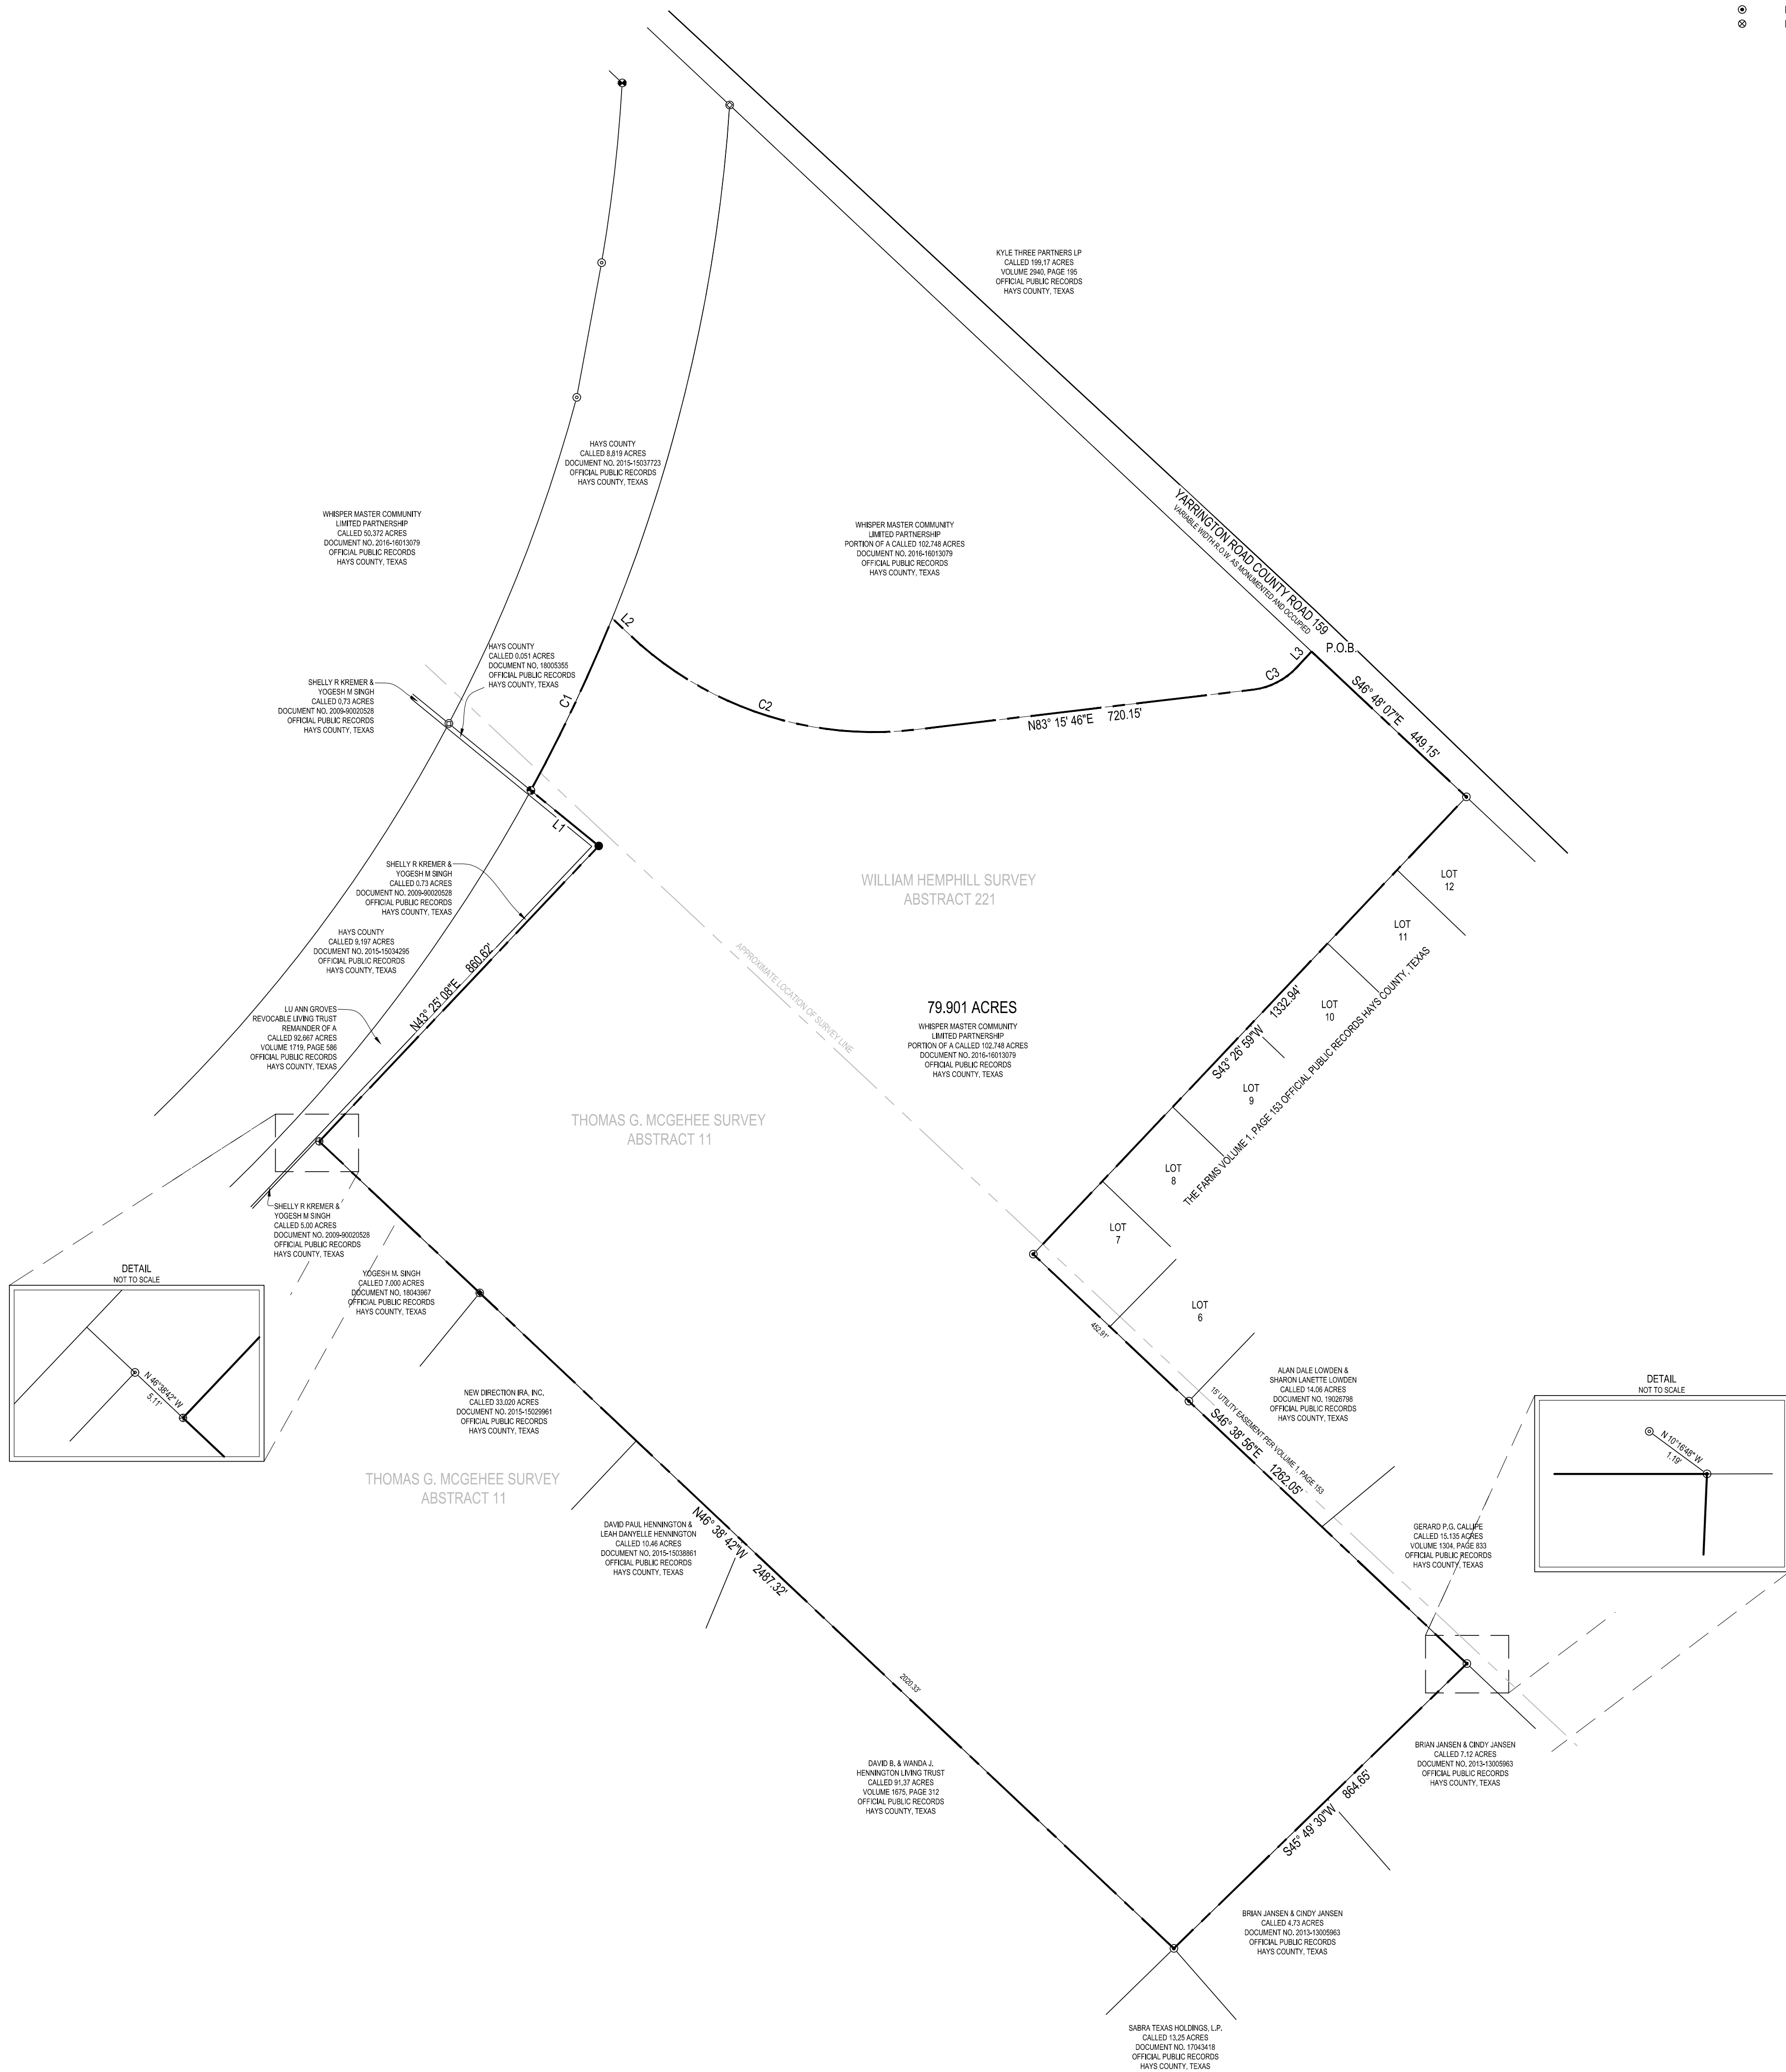 KYLE THREE PARTNERS LP
CALLED 199.17 ACRES
VOLUME 2940, PAGE 195
OFFICIAL PUBLIC RECORDS
HAYS COUNTY, TEXAS
HAYS COUNTY
CALLED 8.819 ACRES
DOCUMENT NO. 2015-15037723
OFFICIAL PUBLIC RECORDS
HAYS COUNTY, TEXAS
WHISPER MASTER COMMUNITY
LIMITED PARTNERSHIP
CALLED 50.372 ACRES
DOCUMENT NO. 2016-16013079
OFFICIAL PUBLIC RECORDS
HAYS COUNTY, TEXAS
WHISPER MASTER COMMUNITY
LIMITED PARTNERSHIP
PORTION OF A CALLED 102.748 ACRES
DOCUMENT NO. 2016-16013079
OFFICIAL PUBLIC RECORDS
HAYS COUNTY, TEXAS
YARRINGTON ROAD COUNTY ROAD 159
VARIABLE WIDTH R.O.W. AS MONUMENTED AND OCCUPIED
P.O.B.
L2
L3
C3
C2
C1
N83° 15' 46"E 720.15'
S46° 48' 07"E 449.15'
HAYS COUNTY
CALLED 0.051 ACRES
DOCUMENT NO. 18005355
OFFICIAL PUBLIC RECORDS
HAYS COUNTY, TEXAS
SHELLY R KREMER &
YOGESH M SINGH
CALLED 0.73 ACRES
DOCUMENT NO. 2009-90020528
OFFICIAL PUBLIC RECORDS
HAYS COUNTY, TEXAS
L1
SHELLY R KREMER &
YOGESH M SINGH
CALLED 0.73 ACRES
DOCUMENT NO. 2009-90020528
OFFICIAL PUBLIC RECORDS
HAYS COUNTY, TEXAS
WILLIAM HEMPHILL SURVEY
ABSTRACT 221
LOT
12
LOT
11
LOT
10
LOT
9
LOT
8
LOT
7
LOT
6
S43° 26' 59"W 1332.94'
THE FARMS VOLUME 1, PAGE 153 OFFICIAL PUBLIC RECORDS HAYS COUNTY, TEXAS
HAYS COUNTY
CALLED 9.197 ACRES
DOCUMENT NO. 2015-15034295
OFFICIAL PUBLIC RECORDS
HAYS COUNTY, TEXAS
N43° 25' 08"E 860.62'
APPROXIMATE LOCATION OF SURVEY LINE
79.901 ACRES
WHISPER MASTER COMMUNITY
LIMITED PARTNERSHIP
PORTION OF A CALLED 102.748 ACRES
DOCUMENT NO. 2016-16013079
OFFICIAL PUBLIC RECORDS
HAYS COUNTY, TEXAS
LU ANN GROVES
REVOCABLE LIVING TRUST
REMAINDER OF A
CALLED 92.667 ACRES
VOLUME 1719, PAGE 586
OFFICIAL PUBLIC RECORDS
HAYS COUNTY, TEXAS
THOMAS G. MCGEHEE SURVEY
ABSTRACT 11
SHELLY R KREMER &
YOGESH M SINGH
CALLED 5.00 ACRES
DOCUMENT NO. 2009-90020528
OFFICIAL PUBLIC RECORDS
HAYS COUNTY, TEXAS
DETAIL
NOT TO SCALE
N 46°38'42" W
5.11'
YOGESH M. SINGH
CALLED 7.000 ACRES
DOCUMENT NO. 18043967
OFFICIAL PUBLIC RECORDS
HAYS COUNTY, TEXAS
452.91'
15' UTILITY EASEMENT PER VOLUME 1, PAGE 153
S46° 38' 56"E 1262.05'
ALAN DALE LOWDEN &
SHARON LANETTE LOWDEN
CALLED 14.06 ACRES
DOCUMENT NO. 19026798
OFFICIAL PUBLIC RECORDS
HAYS COUNTY, TEXAS
DETAIL
NOT TO SCALE
N 10°16'48" W
1.19'
NEW DIRECTION IRA, INC.
CALLED 33.020 ACRES
DOCUMENT NO. 2015-15029961
OFFICIAL PUBLIC RECORDS
HAYS COUNTY, TEXAS
THOMAS G. MCGEHEE SURVEY
ABSTRACT 11
DAVID PAUL HENNINGTON &
LEAH DANYELLE HENNINGTON
CALLED 10.46 ACRES
DOCUMENT NO. 2015-15038861
OFFICIAL PUBLIC RECORDS
HAYS COUNTY, TEXAS
N46° 38' 42"W 2487.32'
GERARD P.G. CALLIPE
CALLED 15.135 ACRES
VOLUME 1304, PAGE 833
OFFICIAL PUBLIC RECORDS
HAYS COUNTY, TEXAS
2020.33'
DAVID B. & WANDA J.
HENNINGTON LIVING TRUST
CALLED 91.37 ACRES
VOLUME 1675, PAGE 312
OFFICIAL PUBLIC RECORDS
HAYS COUNTY, TEXAS
BRIAN JANSEN & CINDY JANSEN
CALLED 7.12 ACRES
DOCUMENT NO. 2013-13005963
OFFICIAL PUBLIC RECORDS
HAYS COUNTY, TEXAS
S45° 49' 30"W 864.65'
BRIAN JANSEN & CINDY JANSEN
CALLED 4.73 ACRES
DOCUMENT NO. 2013-13005963
OFFICIAL PUBLIC RECORDS
HAYS COUNTY, TEXAS
SABRA TEXAS HOLDINGS, L.P.
CALLED 13.25 ACRES
DOCUMENT NO. 17043418
OFFICIAL PUBLIC RECORDS
HAYS COUNTY, TEXAS